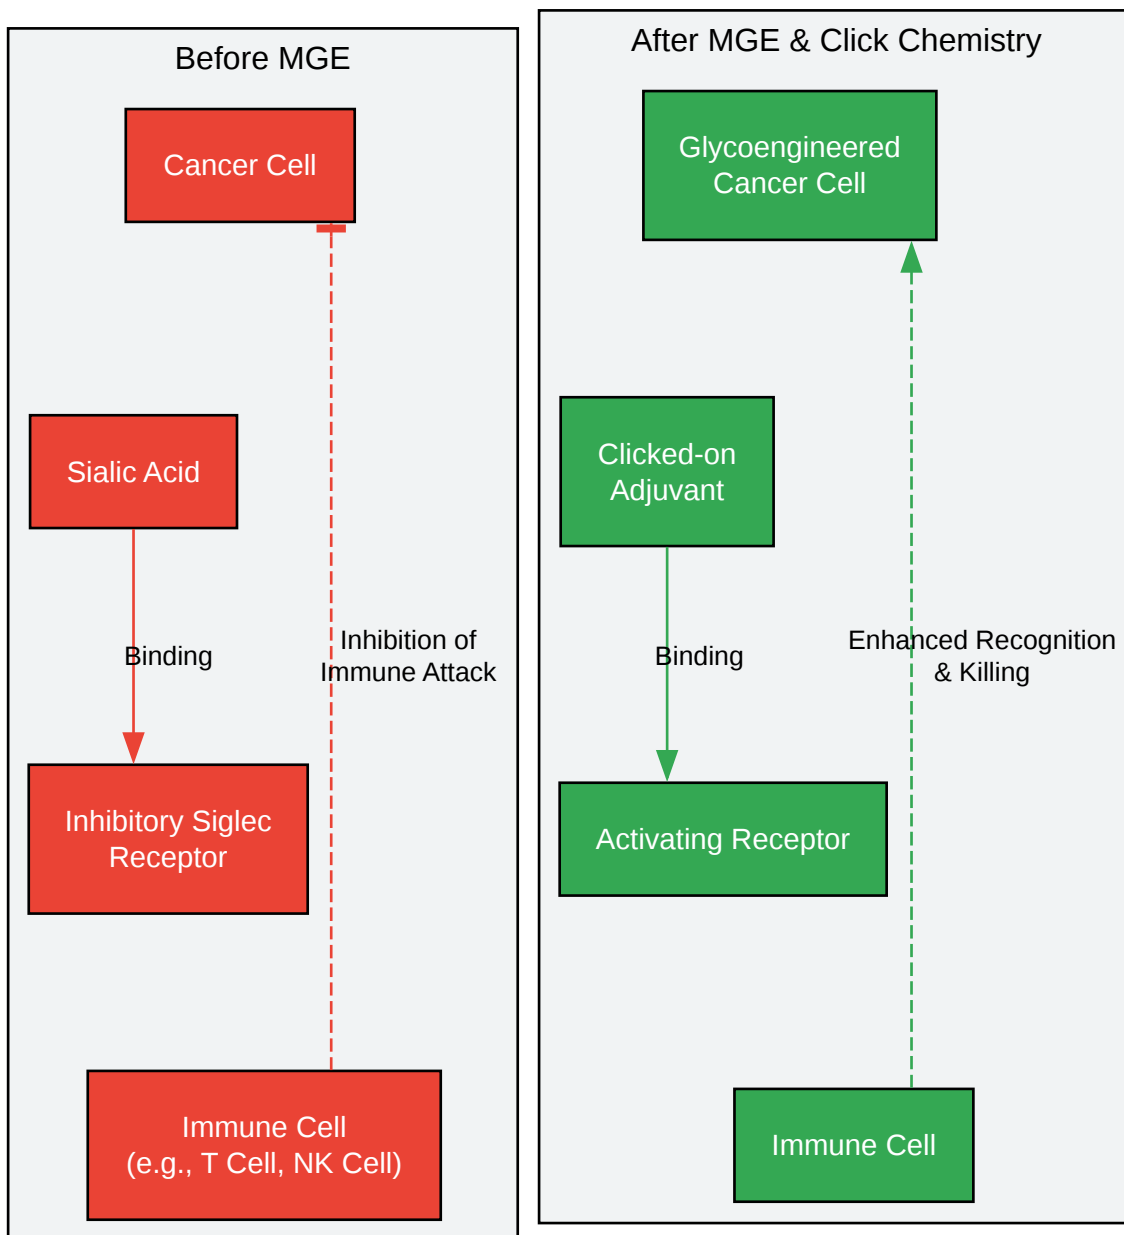 Before MGE
Cancer Cell
Sialic Acid
Binding
Inhibition of
Immune Attack
Inhibitory Siglec
Receptor
Immune Cell
(e.g., T Cell, NK Cell)
After MGE & Click Chemistry
Glycoengineered
Cancer Cell
Clicked-on
Adjuvant
Binding
Enhanced Recognition
& Killing
Activating Receptor
Immune Cell